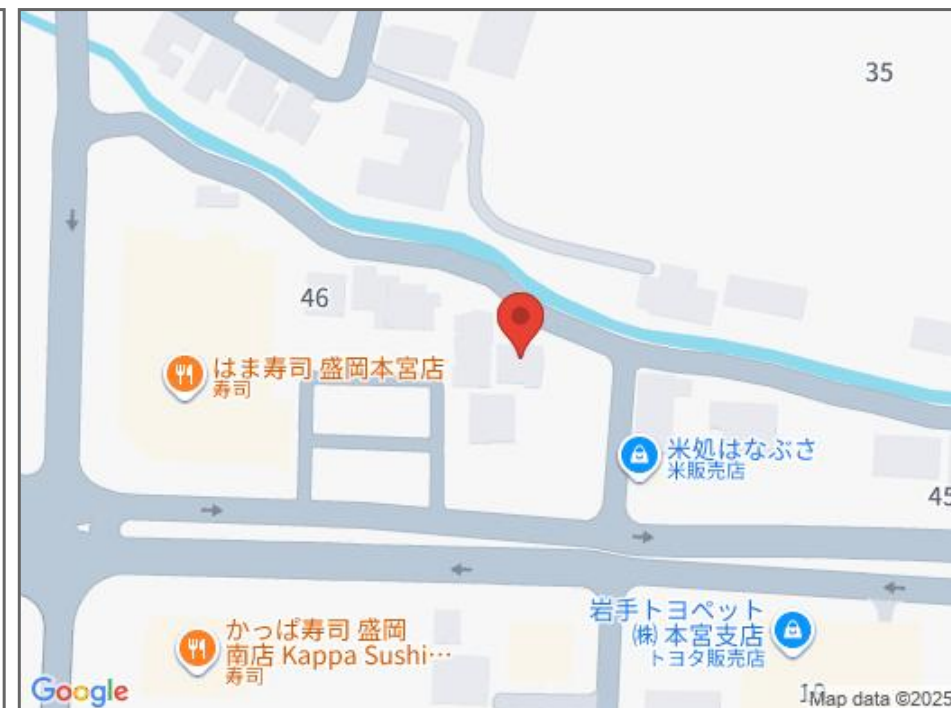 35
46
はま寿司 盛岡本宮店
寿司
米処はなぶさ
米販売店
45
岩手トヨペット
(株) 本宮支店
トヨタ販売店
かっぱ寿司 盛岡
南店 Kappa Sushi…
寿司
Google
Map data ©2025